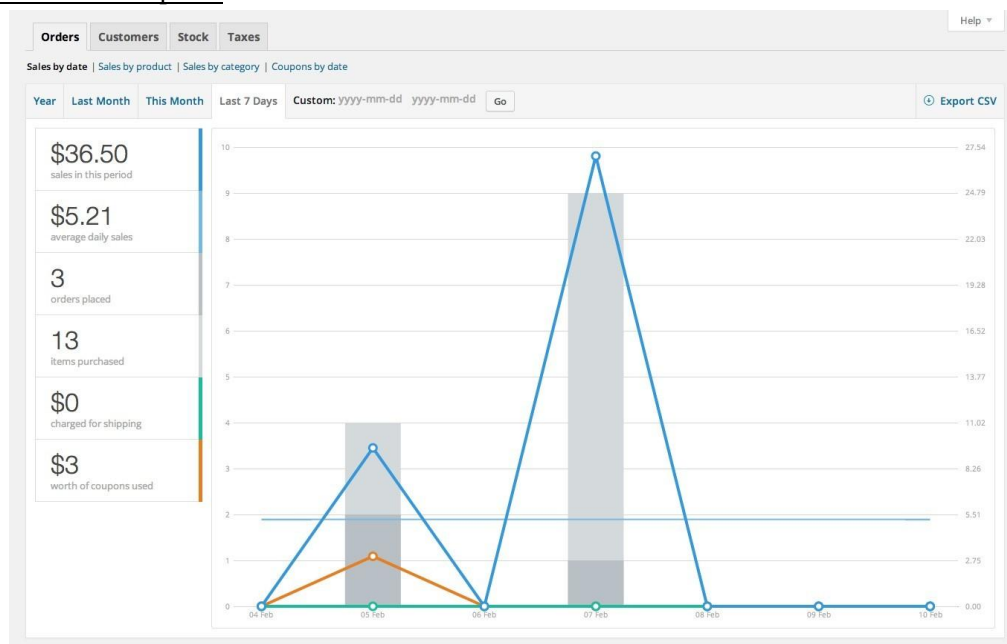 Help
Orders Customers Stock Taxes
Sales by date | Sales by product | Sales by category | Coupons by date
Year Last Month This Month Last 7 Days Custom: yyyy-mm-dd yyyy-mm-dd Go Export CSV
$36.50
sales in this period
$5.21
average daily sales
3
orders placed
13
items purchased
$0
charged for shipping
$3
worth of coupons used
10 27.54
9 24.79
8 22.03
7 19.28
6 16.52
5 13.77
4 11.02
3 8.26
2 5.51
1 2.75
0 0.00
04 Feb 05 Feb 06 Feb 07 Feb 08 Feb 09 Feb 10 Feb